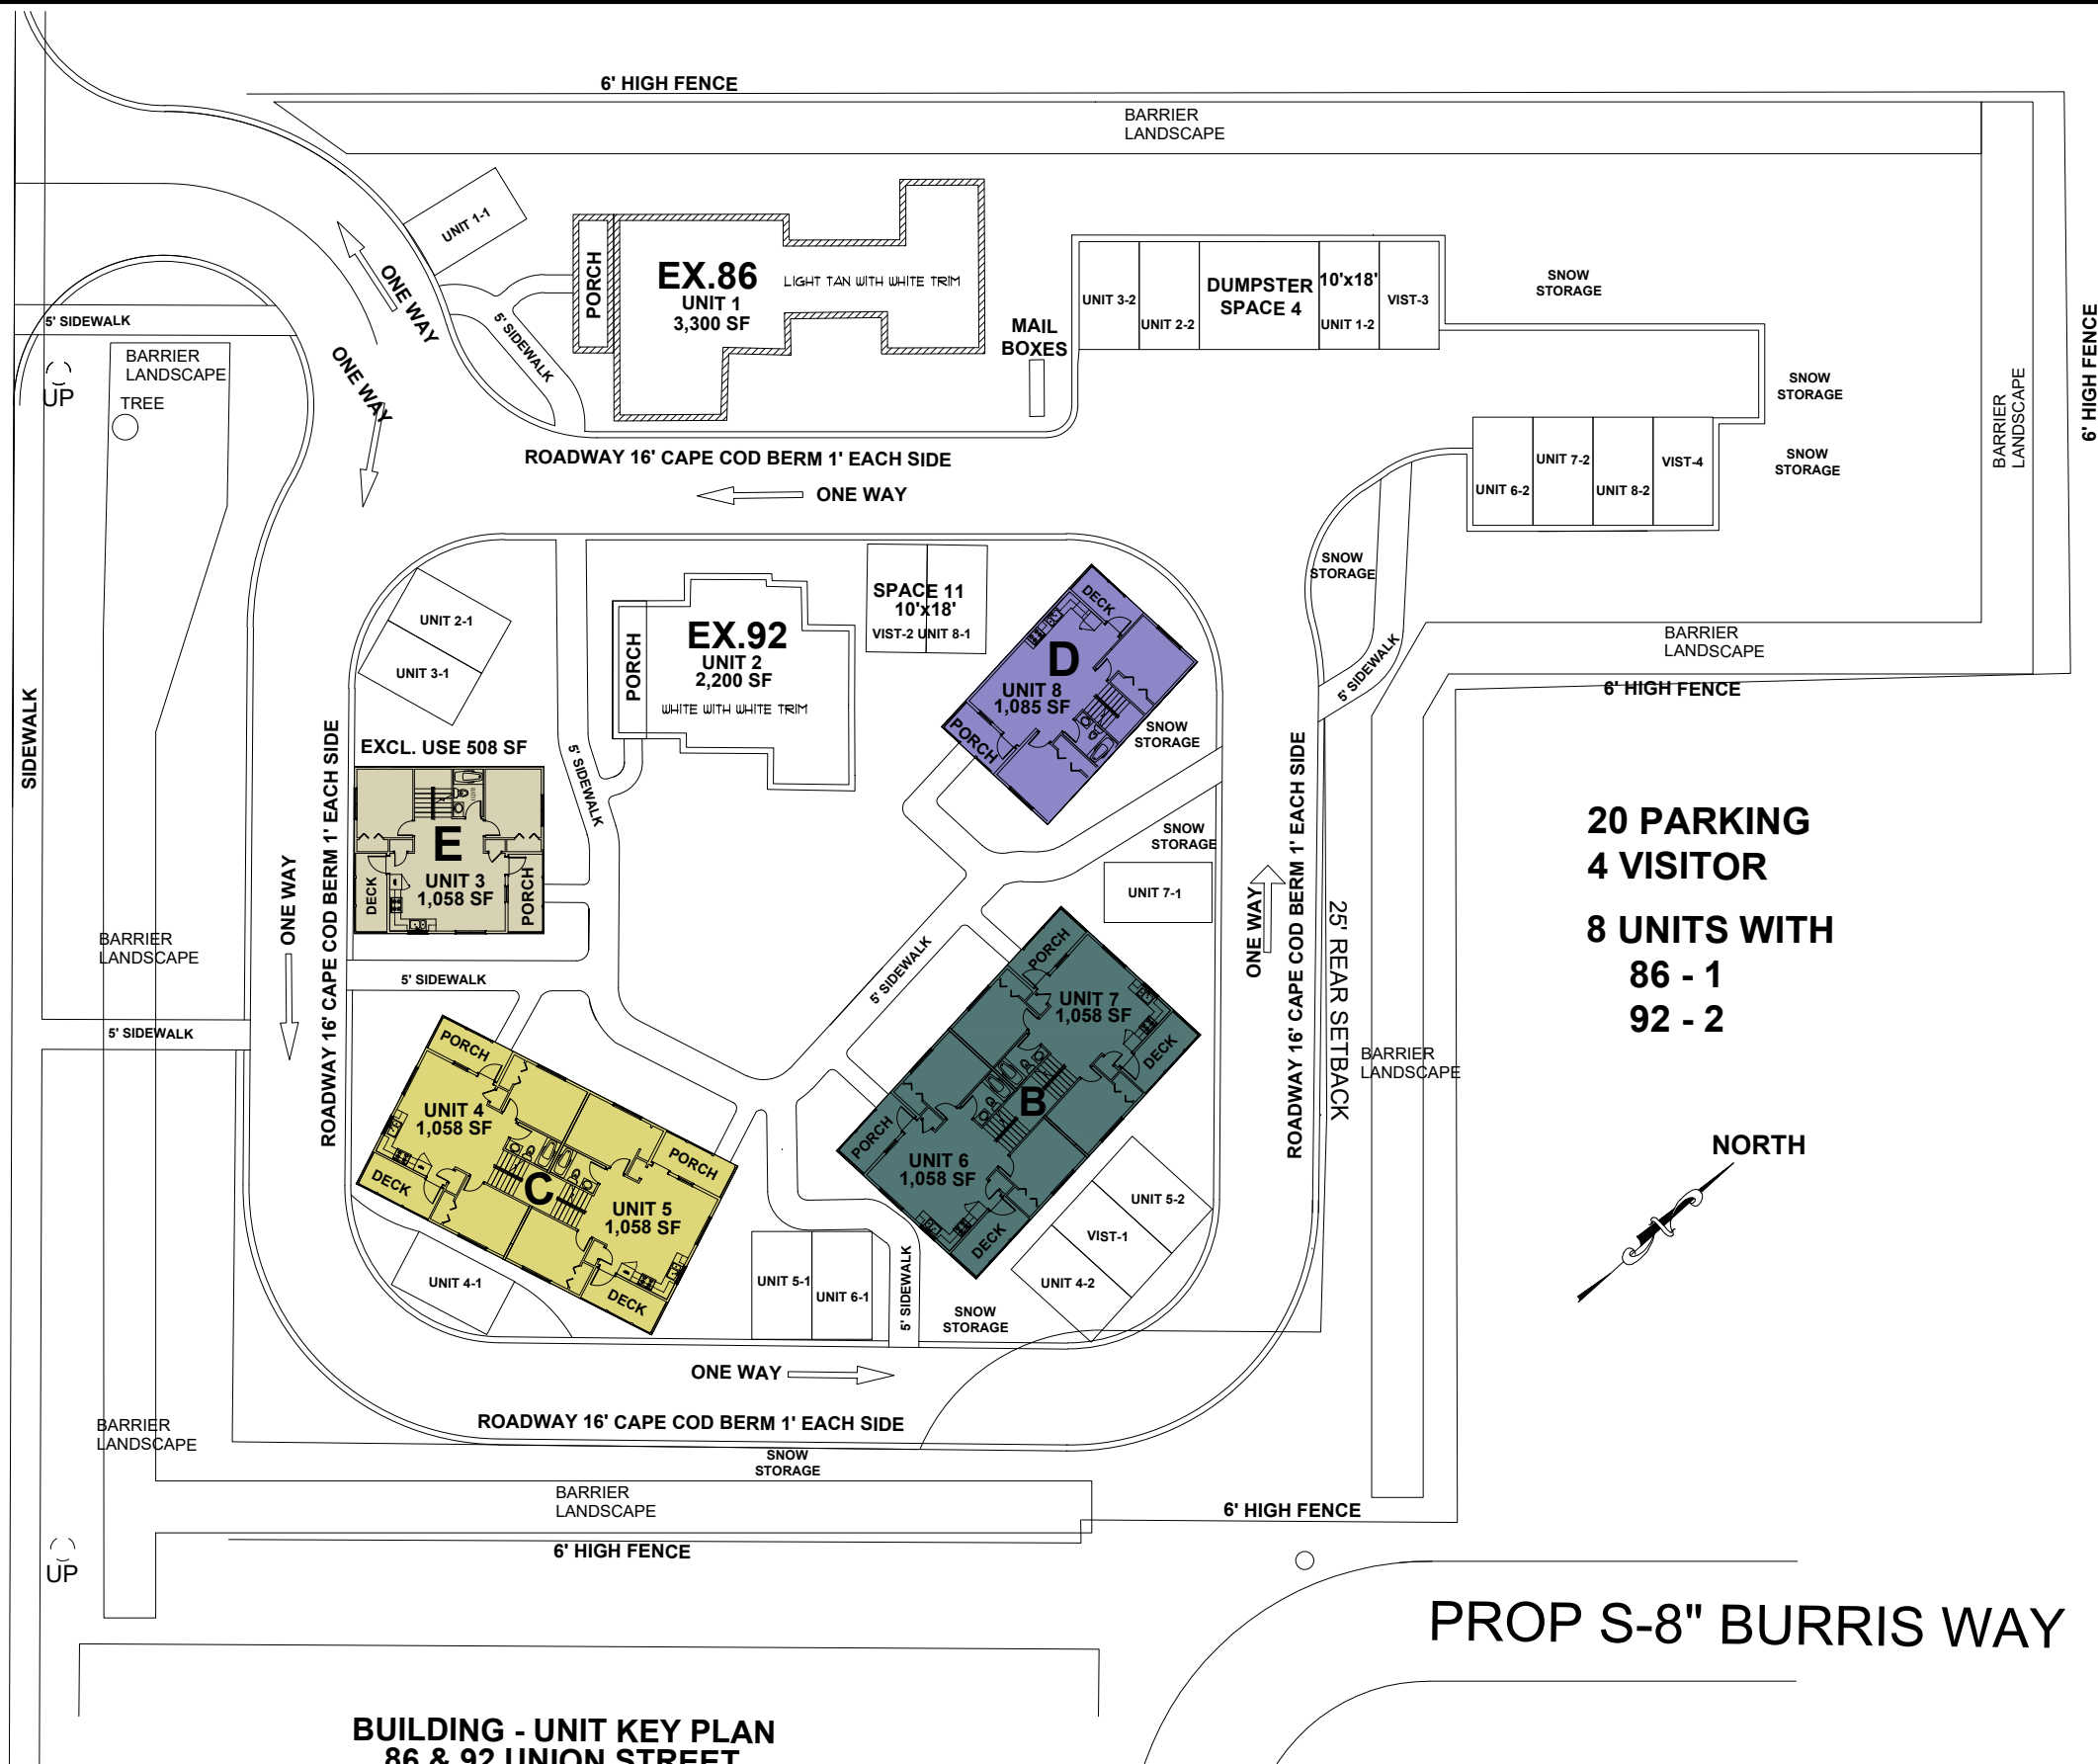 6' HIGH FENCE
BARRIER
LANDSCAPE
UNIT 1-1
ONE WAY
5' SIDEWALK
PORCH
EX.86
UNIT 1
3,300 SF
LIGHT TAN WITH WHITE TRIM
MAIL
BOXES
UNIT 3-2
UNIT 2-2
DUMPSTER
SPACE 4
10'x18'
UNIT 1-2
VIST-3
SNOW
STORAGE
SNOW
STORAGE
SNOW
STORAGE
BARRIER
LANDSCAPE
6' HIGH FENCE
5' SIDEWALK
BARRIER
LANDSCAPE
TREE
UP
ONE WAY
ROADWAY 16' CAPE COD BERM 1' EACH SIDE
ONE WAY
UNIT 6-2
UNIT 7-2
UNIT 8-2
VIST-4
SNOW
STORAGE
5' SIDEWALK
BARRIER
LANDSCAPE
6' HIGH FENCE
SIDEWALK
UNIT 2-1
UNIT 3-1
PORCH
EX.92
UNIT 2
2,200 SF
WHITE WITH WHITE TRIM
SPACE 11
10'x18'
VIST-2 UNIT 8-1
DECK
D
UNIT 8
1,085 SF
PORCH
SNOW
STORAGE
EXCL. USE 508 SF
E
UNIT 3
1,058 SF
DECK
PORCH
5' SIDEWALK
ROADWAY 16' CAPE COD BERM 1' EACH SIDE
ONE WAY
SNOW
STORAGE
UNIT 7-1
ONE WAY
ROADWAY 16' CAPE COD BERM 1' EACH SIDE
25' REAR SETBACK
20 PARKING
4 VISITOR
8 UNITS WITH
86 - 1
92 - 2
NORTH
BARRIER
LANDSCAPE
5' SIDEWALK
5' SIDEWALK
5' SIDEWALK
PORCH
UNIT 7
1,058 SF
DECK
B
PORCH
UNIT 6
1,058 SF
DECK
BARRIER
LANDSCAPE
PORCH
UNIT 4
1,058 SF
DECK
C
PORCH
UNIT 5
1,058 SF
DECK
UNIT 4-1
UNIT 5-1
UNIT 6-1
5' SIDEWALK
SNOW
STORAGE
UNIT 5-2
VIST-1
UNIT 4-2
ONE WAY
ROADWAY 16' CAPE COD BERM 1' EACH SIDE
BARRIER
LANDSCAPE
SNOW
STORAGE
BARRIER
LANDSCAPE
6' HIGH FENCE
6' HIGH FENCE
UP
PROP S-8" BURRIS WAY
BUILDING - UNIT KEY PLAN
86 & 92 UNION STREET